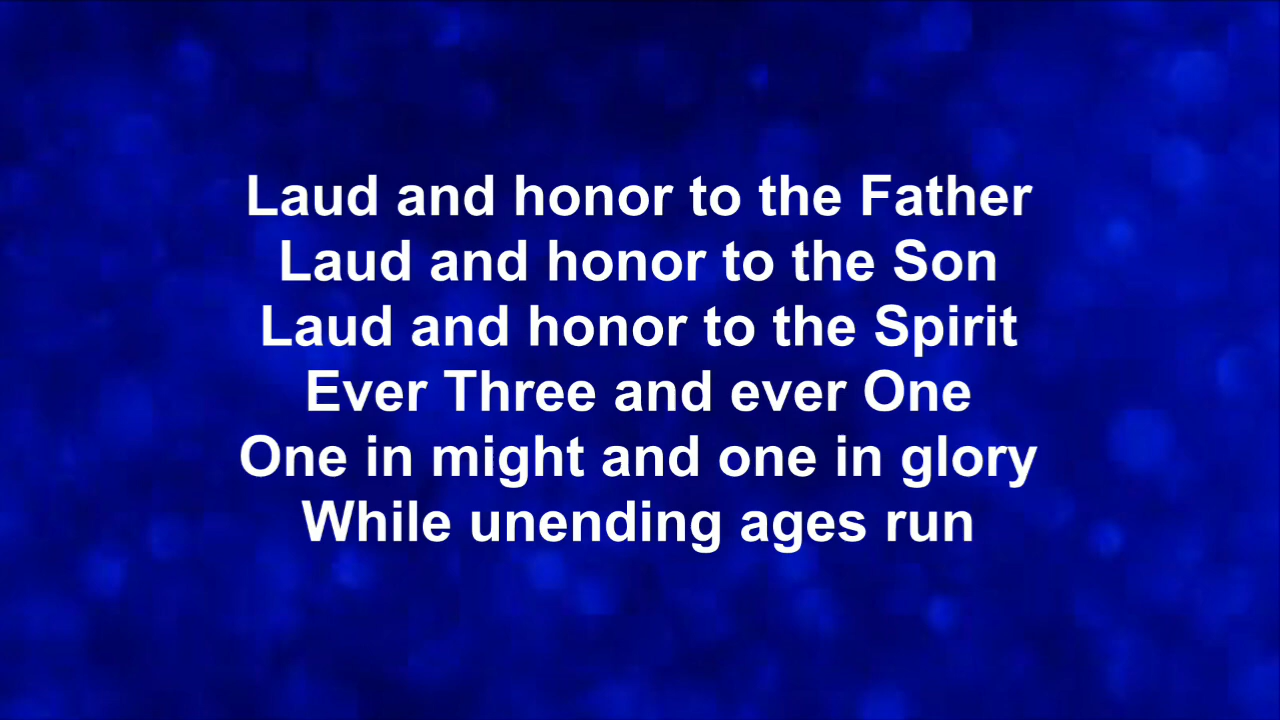 Laud and honor to the Father
Laud and honor to the Son
Laud and honor to the Spirit
Ever Three and ever One
One in might and one in glory
While unending ages run